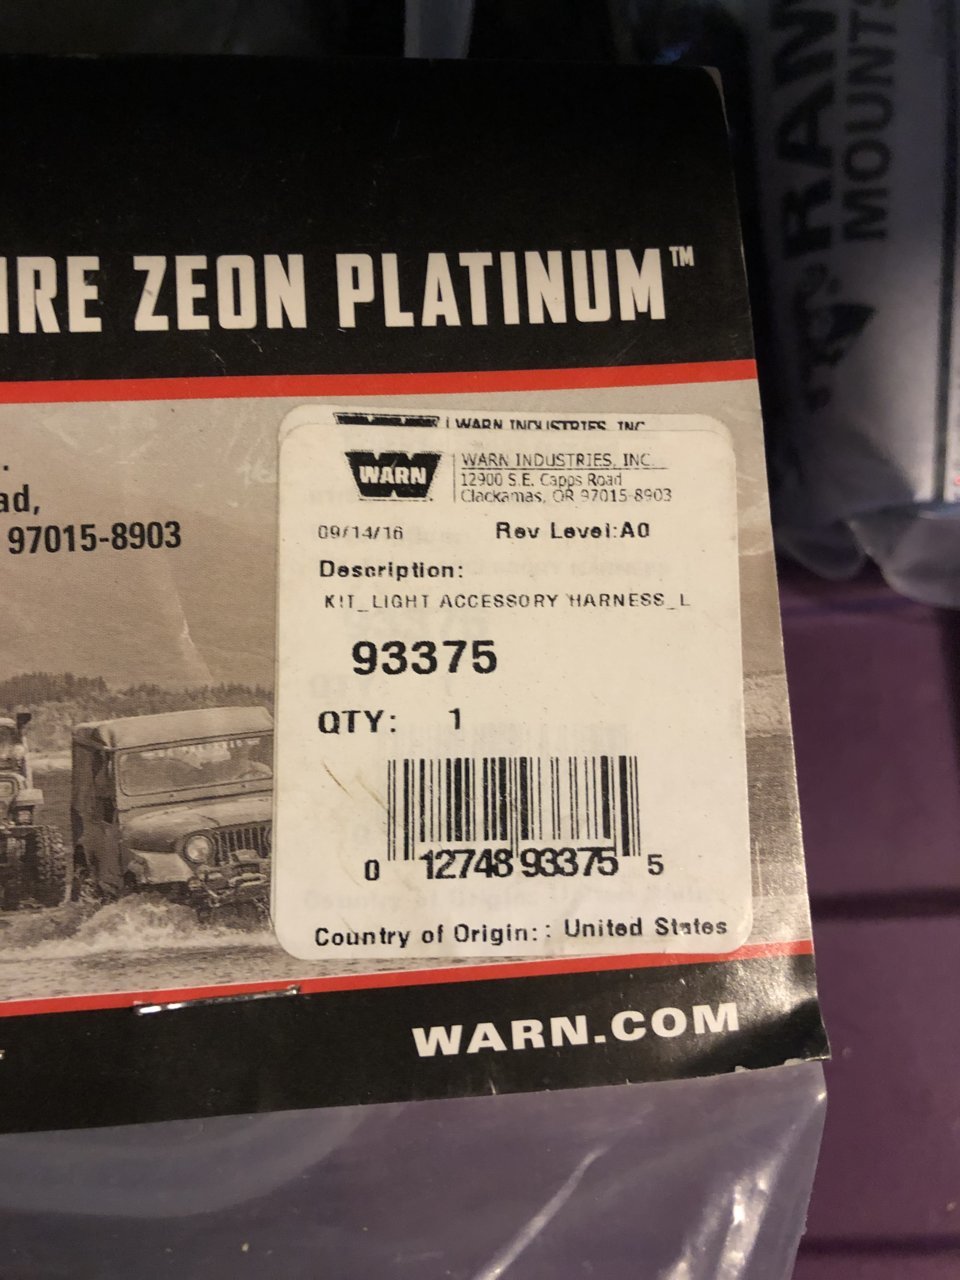 IRE ZEON PLATINUM™
ad,
97015-8903
WARN INDUSTRIES, INC
WARN
WARN INDUSTRIES, INC
12900 S.E. Capps Road
Clackamas, OR 97015-8903
09/14/16 Rev Level:A0
Description:
KIT_LIGHT ACCESSORY HARNESS_L
93375
QTY: 1
0 12748 93375 5
Country of Origin: : United States
WARN.COM
RAM
MOUNTS